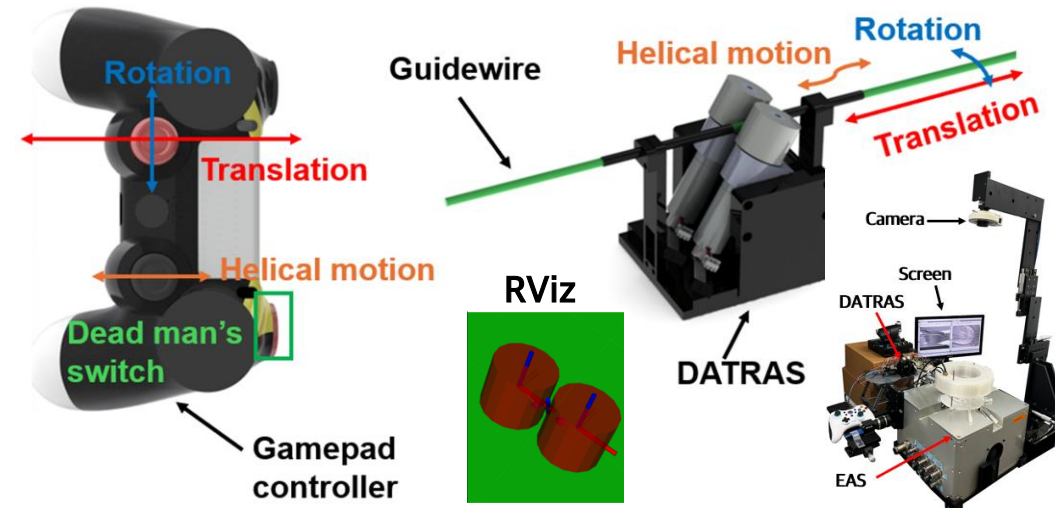 Rotation
Translation
Helical motion
Dead man's
switch
Gamepad
controller
Guidewire
Helical motion
Rotation
Translation
DATRAS
RViz
Camera
Screen
DATRAS
EAS